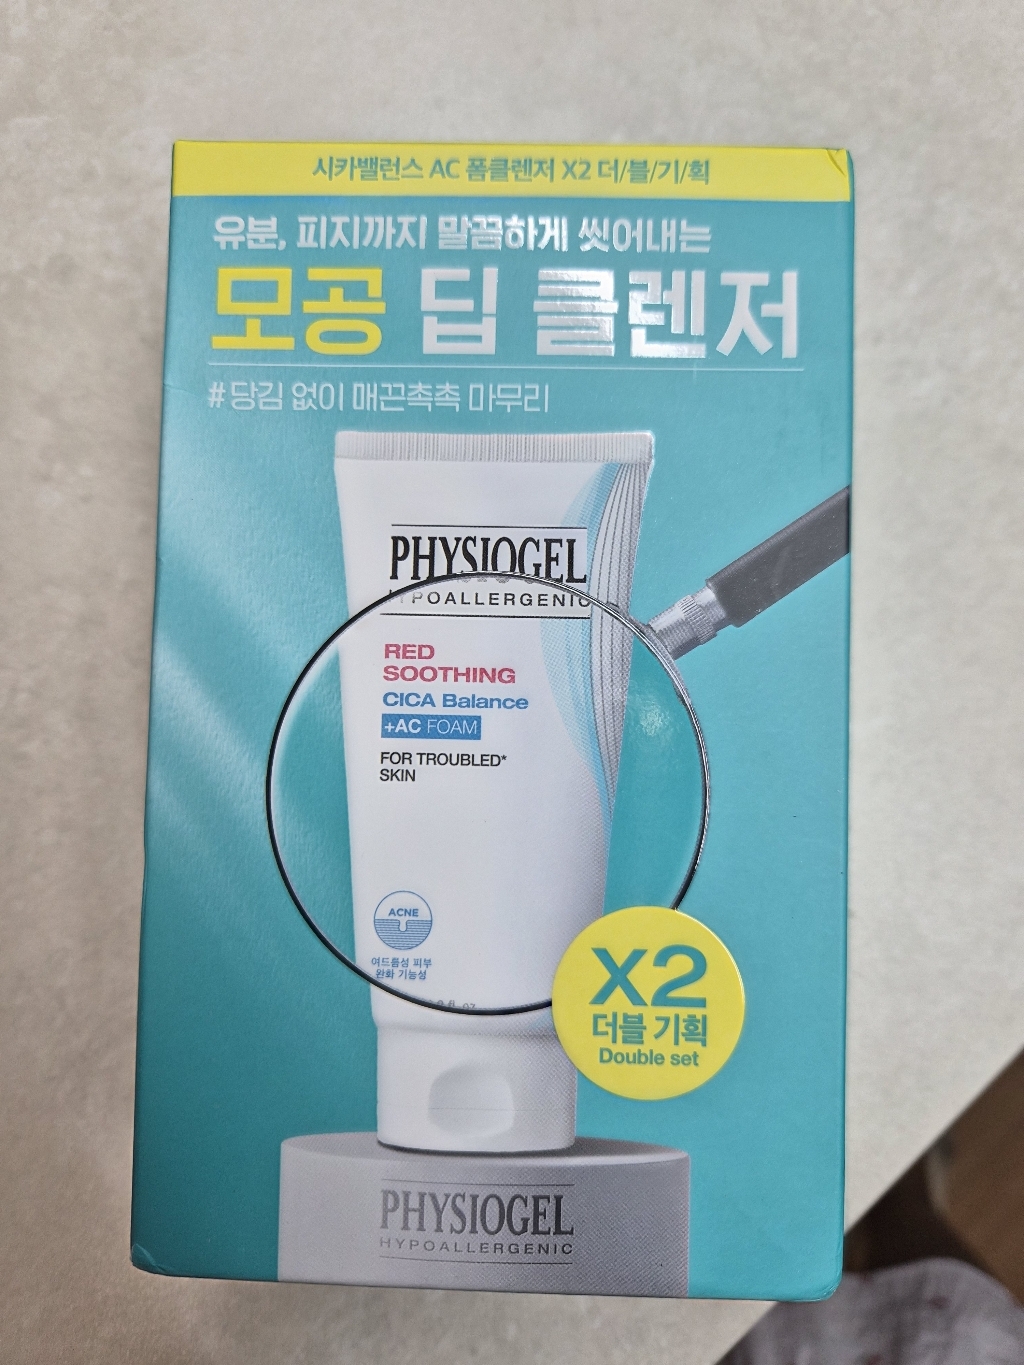 시카밸런스 AC 폼클렌저 X2 더/블/기/획
유분, 피지까지 말끔하게 씻어내는
모공 딥 클렌저
#당김 없이 매끈촉촉 마무리
PHYSIOGEL
HYPOALLERGENIC
RED
SOOTHING
CICA Balance
+AC FOAM
FOR TROUBLED*
SKIN
ACNE
여드름성 피부
완화 기능성
fl. oz
X2
더블 기획
Double set
PHYSIOGEL
HYPOALLERGENIC